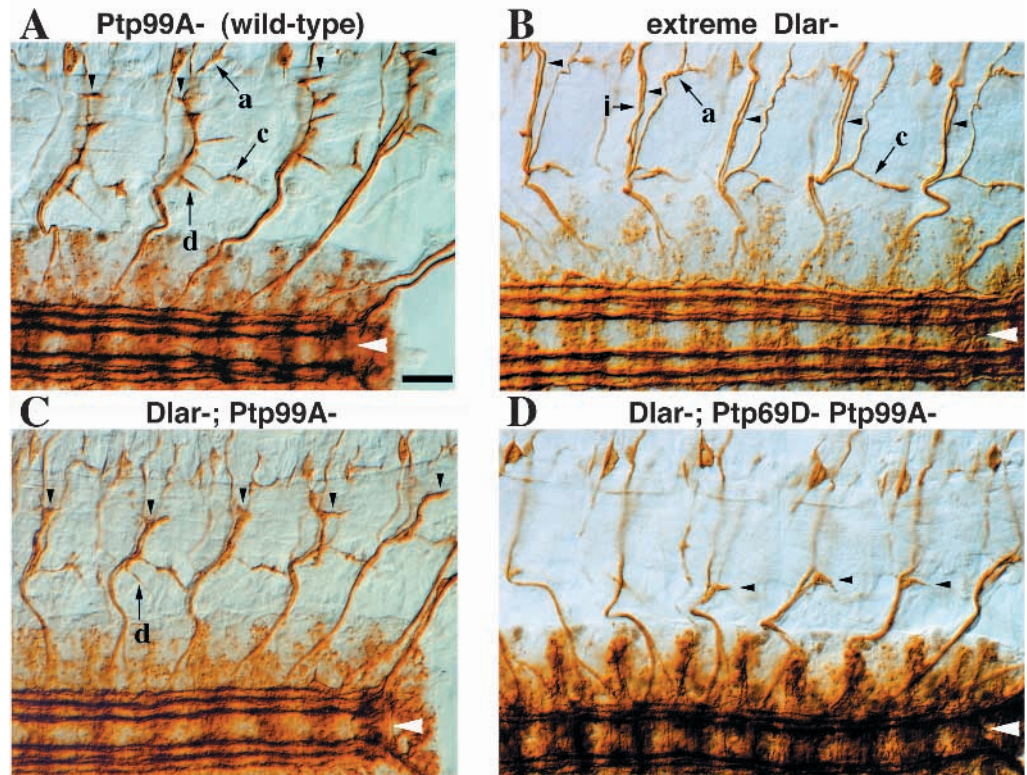 A Ptp99A- (wild-type)
a
c
d
B extreme Dlar-
i
a
c
C Dlar-; Ptp99A-
d
D Dlar-; Ptp69D- Ptp99A-